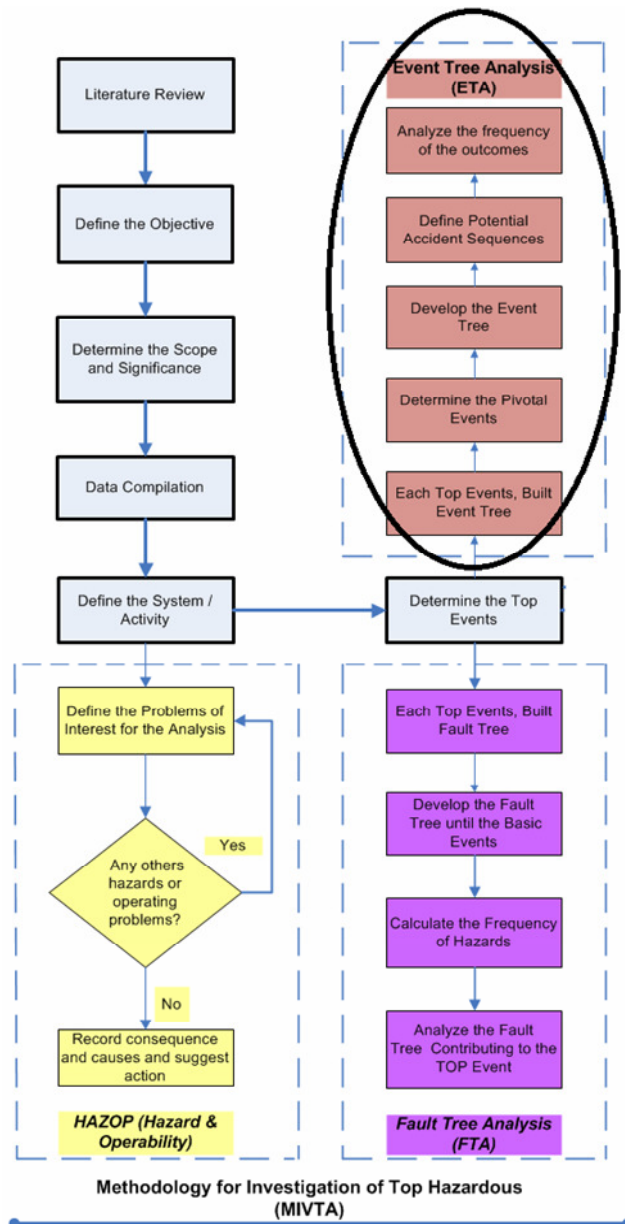 Literature Review
Define the Objective
Determine the Scope
and Significance
Data Compilation
Define the System /
Activity
Event Tree Analysis
(ETA)
Analyze the frequency
of the outcomes
Define Potential
Accident Sequences
Develop the Event
Tree
Determine the Pivotal
Events
Each Top Events, Built
Event Tree
Determine the Top
Events
Define the Problems of
Interest for the Analysis
Yes
Any others
hazards or
operating
problems?
No
Record consequence
and causes and suggest
action
HAZOP (Hazard &
Operability)
Each Top Events, Built
Fault Tree
Develop the Fault
Tree until the Basic
Events
Calculate the Frequency
of Hazards
Analyze the Fault
Tree Contributing to the
TOP Event
Fault Tree Analysis
(FTA)
Methodology for Investigation of Top Hazardous
(MIVTA)